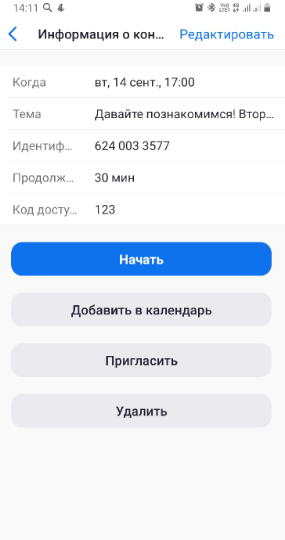 14:11
Информация о кон... Редактировать
Когда вт, 14 сент., 17:00
Тема Давайте познакомимся! Втор...
Идентиф... 624 003 3577
Продолж... 30 мин
Код досту... 123
Начать
Добавить в календарь
Пригласить
Удалить